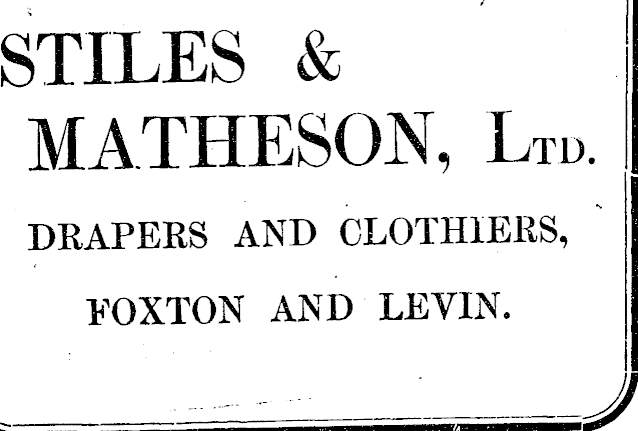 STILES &
MATHESON, LTD.
DRAPERS AND CLOTHIERS,
FOXTON AND LEVIN.